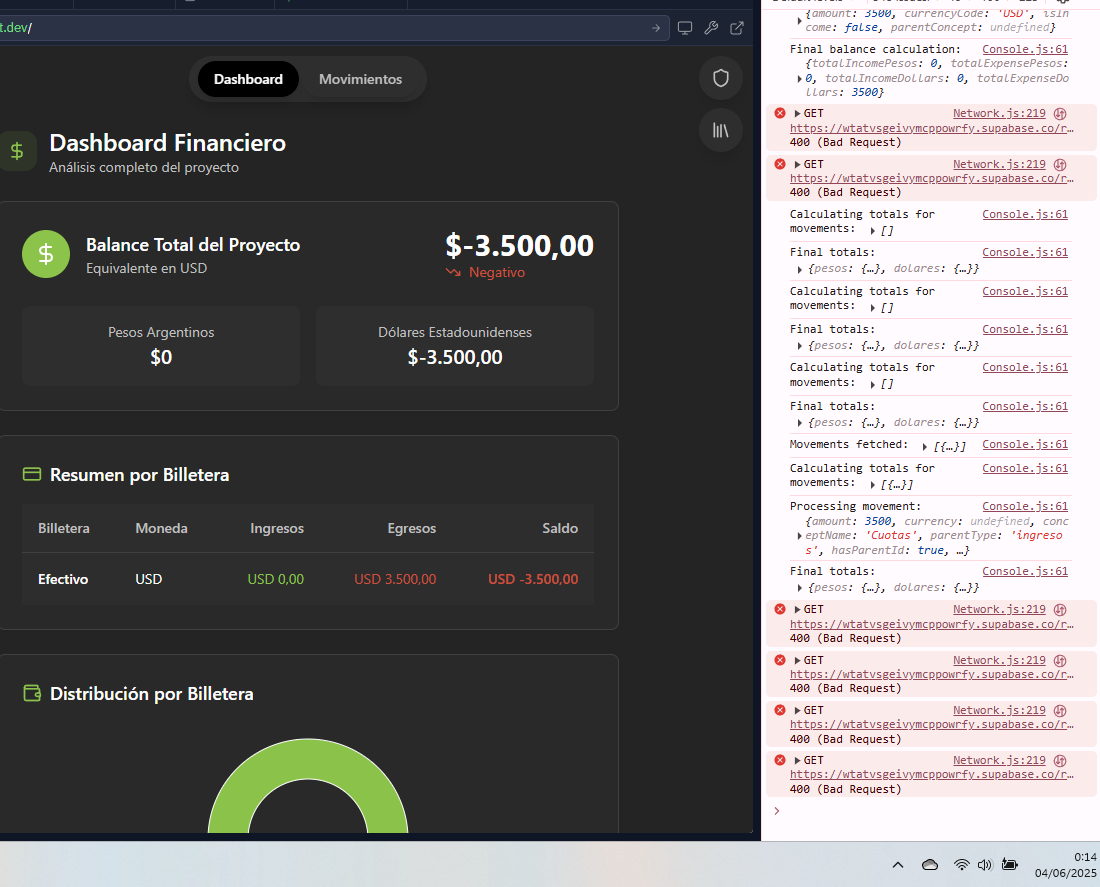 t.dev/
Dashboard
Movimientos
Dashboard Financiero
Análisis completo del proyecto
Balance Total del Proyecto
Equivalente en USD
$-3.500,00
Negativo
Pesos Argentinos
$0
Dólares Estadounidenses
$-3.500,00
Resumen por Billetera
Billetera Moneda Ingresos Egresos Saldo
Efectivo USD USD 0,00 USD 3.500,00 USD -3.500,00
Distribución por Billetera
{amount: 3500, currencyCode: 'USD', isIn
come: false, parentConcept: undefined}
Final balance calculation: Console.js:61
{totalIncomePesos: 0, totalExpensePesos:
0, totalIncomeDollars: 0, totalExpenseDo
llars: 3500}
GET Network.js:219
https://wtatvsgeivymcppowrfy.supabase.co/r…
400 (Bad Request)
GET Network.js:219
https://wtatvsgeivymcppowrfy.supabase.co/r…
400 (Bad Request)
Calculating totals for Console.js:61
movements: []
Final totals: Console.js:61
{pesos: {…}, dolares: {…}}
Calculating totals for Console.js:61
movements: []
Final totals: Console.js:61
{pesos: {…}, dolares: {…}}
Calculating totals for Console.js:61
movements: []
Final totals: Console.js:61
{pesos: {…}, dolares: {…}}
Movements fetched: [{…}] Console.js:61
Calculating totals for Console.js:61
movements: [{…}]
Processing movement: Console.js:61
{amount: 3500, currency: undefined, conc
eptName: 'Cuotas', parentType: 'ingreso
s', hasParentId: true, …}
Final totals: Console.js:61
{pesos: {…}, dolares: {…}}
GET Network.js:219
https://wtatvsgeivymcppowrfy.supabase.co/r…
400 (Bad Request)
GET Network.js:219
https://wtatvsgeivymcppowrfy.supabase.co/r…
400 (Bad Request)
GET Network.js:219
https://wtatvsgeivymcppowrfy.supabase.co/r…
400 (Bad Request)
GET Network.js:219
https://wtatvsgeivymcppowrfy.supabase.co/r…
400 (Bad Request)
0:14
04/06/2025